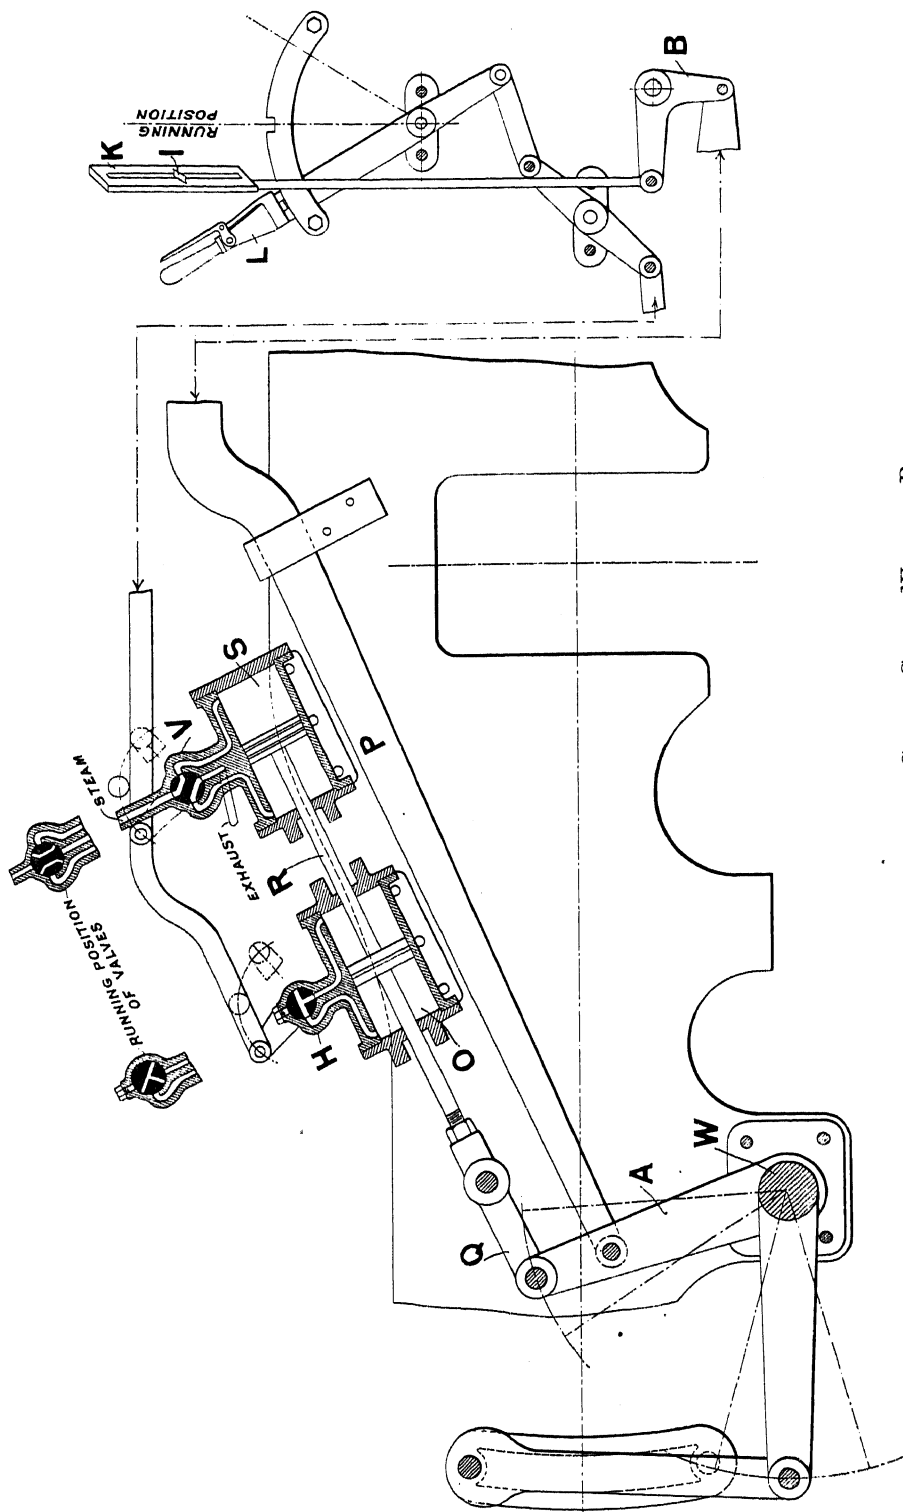 K
I
RUNNING
POSITION
L
B
STEAM
V
S
RUNNING POSITION
OF VALVES
EXHAUST
R
P
H
O
Q
A
W